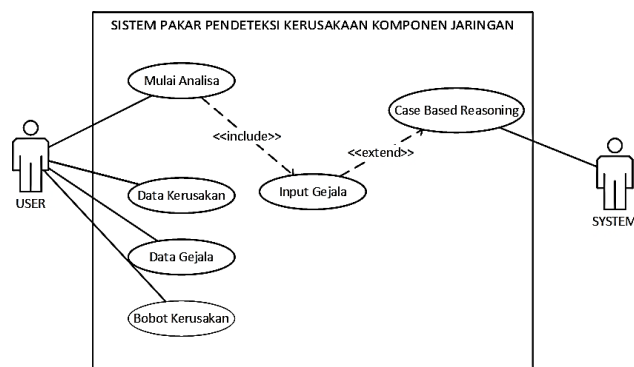 SISTEM PAKAR PENDETEKSI KERUSAKAAN KOMPONEN JARINGAN
Mulai Analisa
Case Based Reasoning
<<include>>
<<extend>>
Input Gejala
Data Kerusakan
USER
SYSTEM
Data Gejala
Bobot Kerusakan